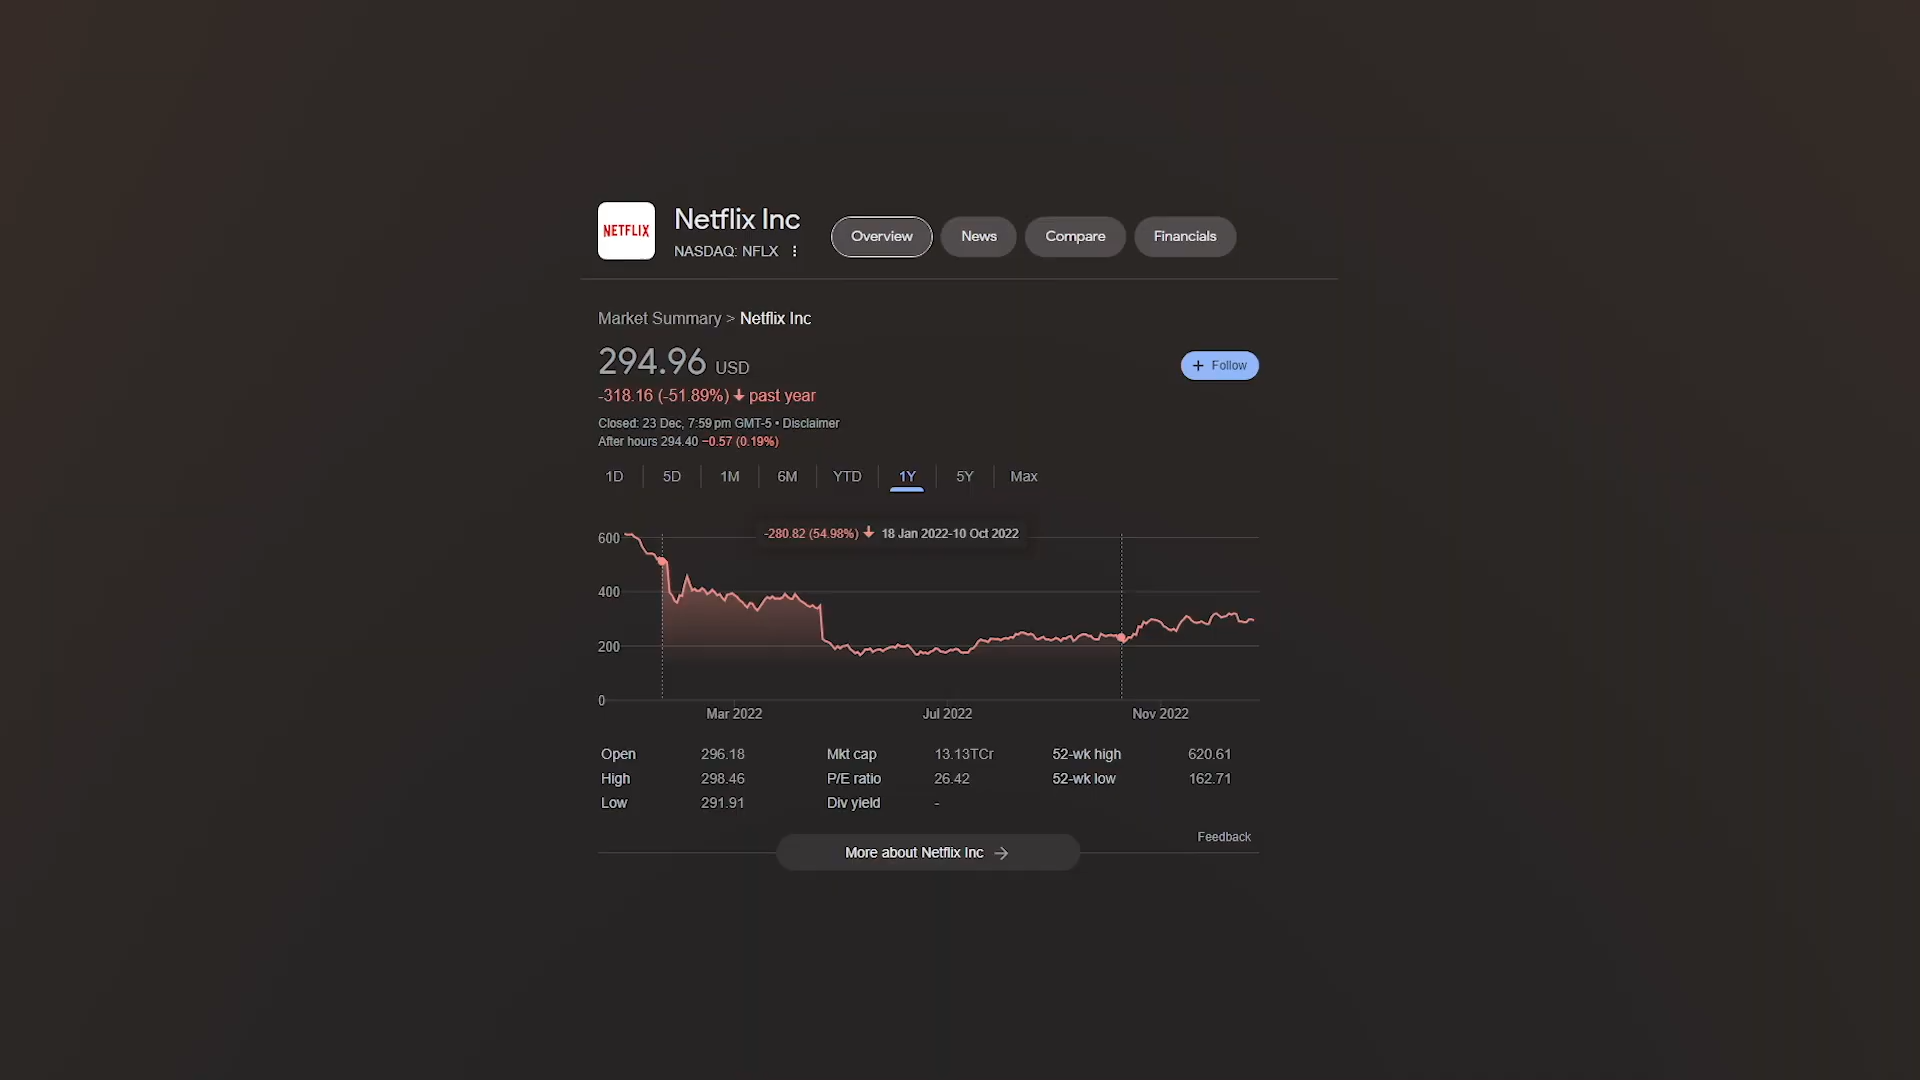 NETFLIX
Netflix Inc
NASDAQ: NFLX
Overview
News
Compare
Financials
Market Summary > Netflix Inc
294.96 USD
+ Follow
-318.16 (-51.89%) ↓ past year
Closed: 23 Dec, 7:59 pm GMT-5 • Disclaimer
After hours 294.40 −0.57 (0.19%)
1D 5D 1M 6M YTD 1Y 5Y Max
-280.82 (54.98%) ↓ 18 Jan 2022-10 Oct 2022
600
400
200
0
Mar 2022 Jul 2022 Nov 2022
Open 296.18 Mkt cap 13.13TCr 52-wk high 620.61
High 298.46 P/E ratio 26.42 52-wk low 162.71
Low 291.91 Div yield -
Feedback
More about Netflix Inc →